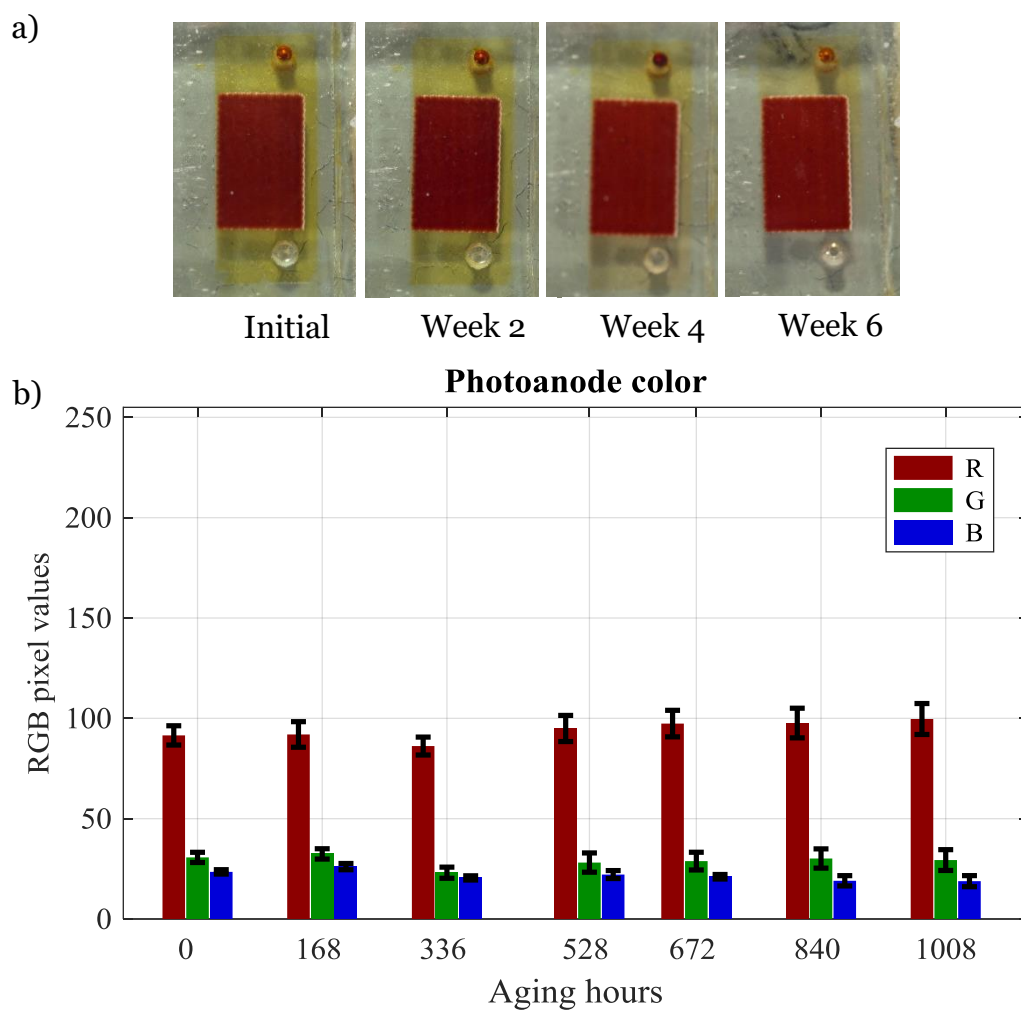 a)
Initial Week 2 Week 4 Week 6
b)
Photoanode color
RGB pixel values
250
200
150
100
50
0
R
G
B
0 168 336 528 672 840 1008
Aging hours